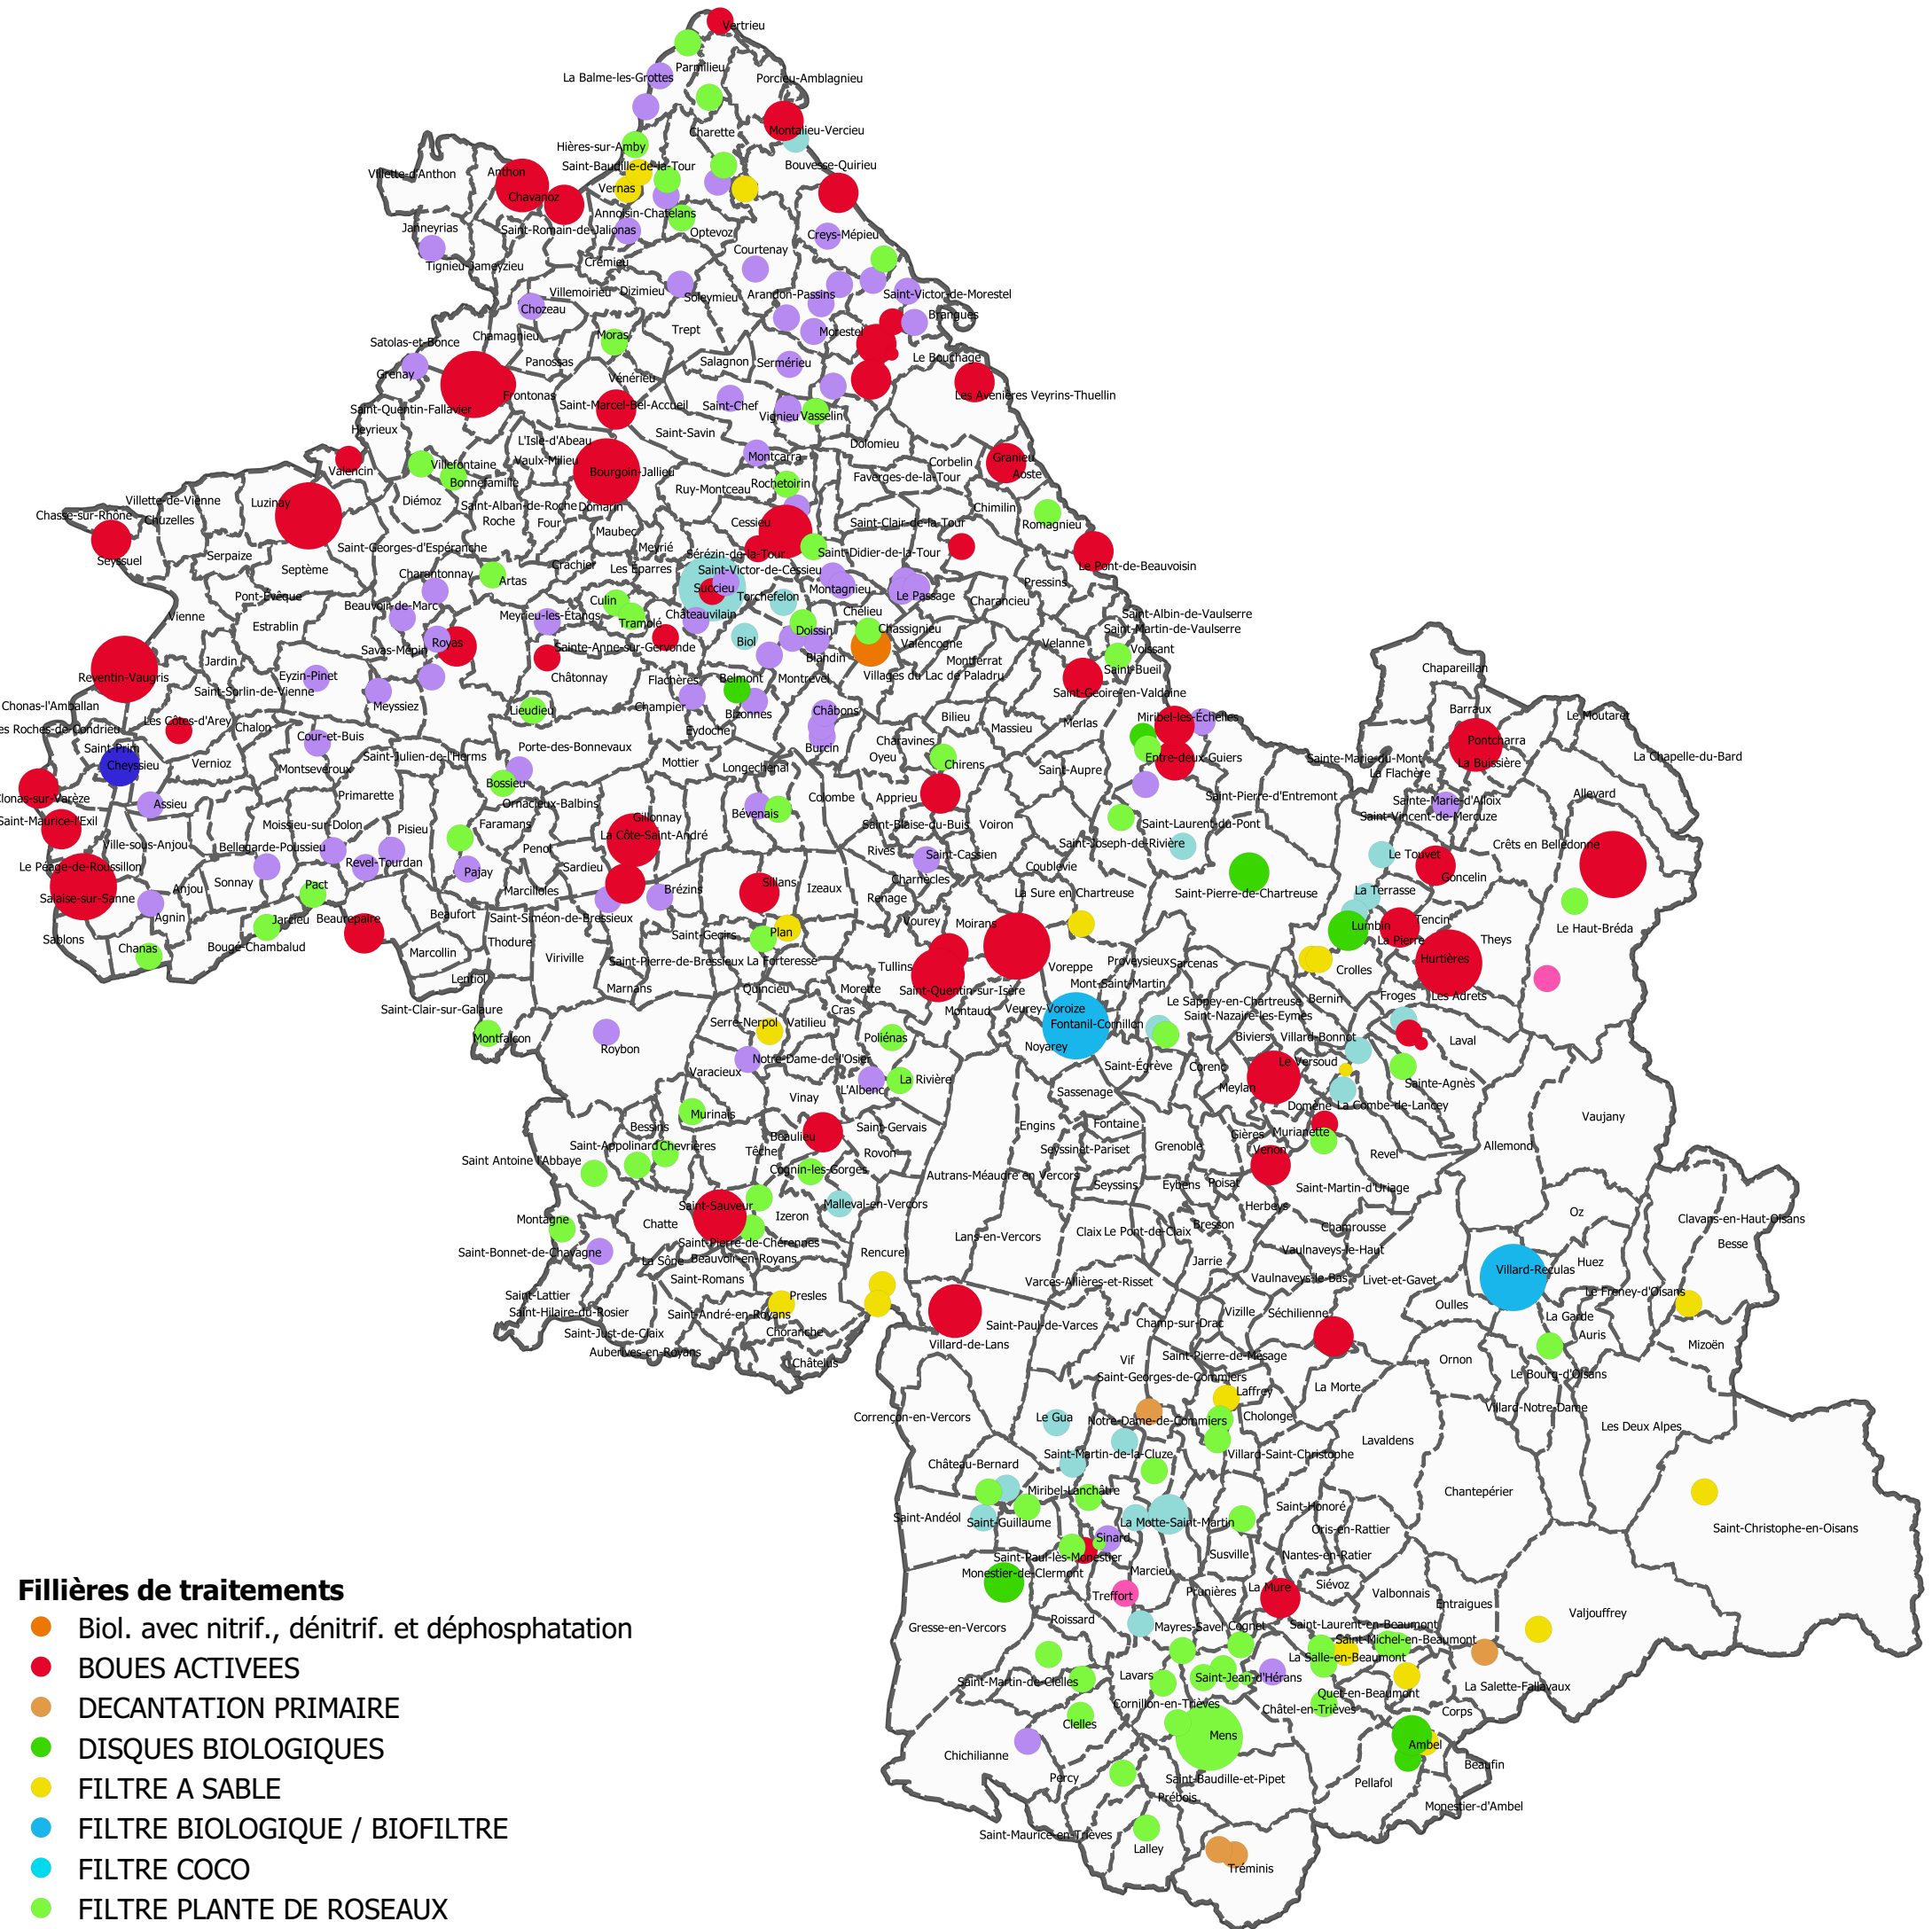 Vertrieu
Parmilieu
La Balme-les-Grottes
Porcieu-Amblagnieu
Charette
Montalieu-Vercieu
Hières-sur-Amby
Saint-Baudille-de-la-Tour
Bouvesse-Quirieu
Villette-d'Anthon
Anthon
Vernas
Chavanoz
Annoisin-Chatelans
Janneyrias
Saint-Romain-de-Jalionas
Optevoz
Creys-Mépieu
Courtenay
Tignieu-Jameyzieu
Crémieu
Villemoirieu
Dizimieu
Soleymieu
Arandon-Passins
Saint-Victor-de-Morestel
Chozeau
Brangues
Trept
Morestel
Moras
Chamagnieu
Satolas-et-Bonce
Panossas
Salagnon
Sermérieu
Le Bouchage
Grenay
Vénérieu
Frontonas
Les Avenières Veyrins-Thuellin
Saint-Quentin-Fallavier
Saint-Marcel-Bel-Accueil
Saint-Chef
Vignieu
Vasselin
Heyrieux
Saint-Savin
L'Isle-d'Abeau
Dolomieu
Montcarra
Granieu
Valencin
Villefontaine
Vaulx-Milieu
Bourgoin-Jallieu
Corbelin
Aoste
Bonnefamille
Faverges-de-la-Tour
Rochetoirin
Ruy-Montceau
Villette-de-Vienne
Luzinay
Diémoz
Saint-Alban-de-Roche
Domarin
Chimilin
Chasse-sur-Rhône
Chuzelles
Roche
Four
Cessieu
Saint-Clair-de-la-Tour
Romagnieu
Maubec
Seyssuel
Serpaize
Saint-Georges-d'Espéranche
Meyrié
Sérézin-de-la-Tour
Saint-Didier-de-la-Tour
Septème
Charantonnay
Artas
Crachier
Les Éparres
Saint-Victor-de-Cessieu
Le Pont-de-Beauvoisin
Pressins
Pont-Évêque
Succieu
Torchefelon
Montagnieu
Le Passage
Charancieu
Beauvoir-de-Marc
Culin
Vienne
Meyrieu-les-Étangs
Châteauvilain
Chélieu
Saint-Albin-de-Vaulserre
Estrablin
Tramolé
Doissin
Chassignieu
Saint-Martin-de-Vaulserre
Royas
Biol
Valencogne
Velanne
Voissant
Savas-Mépin
Sainte-Anne-sur-Gervonde
Blandin
Jardin
Montferrat
Saint-Bueil
Reventin-Vaugris
Eyzin-Pinet
Châtonnay
Flachères
Belmont
Montrevel
Villages du Lac de Paladru
Saint-Sorlin-de-Vienne
Saint-Geoire-en-Valdaine
Chonas-l'Amballan
Meyssiez
Lieudieu
Champier
Bizonnes
Châbons
Bilieu
Miribel-les-Échelles
Les Côtes-d'Arey
Chalon
Massieu
Merlas
Eydoche
Cour-et-Buis
Burcin
Charavines
Saint-Prim
Porte-des-Bonnevaux
Saint-Julien-de-l'Herms
Oyeu
Entre-deux-Guiers
Cheyssieu
Vernioz
Montseveroux
Mottier
Longechenal
Chirens
Saint-Aupre
Bossieu
Colombe
Apprieu
Saint-Pierre-d'Entremont
Primarette
Ornacieux-Balbins
Assieu
Bévenais
Gillonnay
Saint-Maurice-l'Exil
Moissieu-sur-Dolon
Pisieu
Faramans
La Côte-Saint-André
Saint-Blaise-du-Buis
Voiron
Saint-Laurent-du-Pont
Ville-sous-Anjou
Bellegarde-Poussieu
Penol
Rives
Saint-Cassien
Saint-Joseph-de-Rivière
Le Péage-de-Roussillon
Revel-Tourdan
Pajay
Sardieu
Coublevie
Charnècles
Sonnay
Anjou
Pact
Marcilloles
Brézins
Sillans
Izeaux
Renage
La Sure en Chartreuse
Saint-Pierre-de-Chartreuse
Salaise-sur-Sanne
Agnin
Jarcieu
Beaurepaire
Beaufort
Saint-Siméon-de-Bressieux
Vourey
Moirans
Sablons
Chanas
Bougé-Chambalud
Marcollin
Thodure
Saint-Geoirs
Plan
Viriville
Saint-Pierre-de-Bressieux
La Forteresse
Tullins
Voreppe
Proveysieux
Sarcenas
Lentiol
Marnans
Quincieu
Morette
Saint-Quentin-sur-Isère
Mont-Saint-Martin
Saint-Clair-sur-Galaure
Cras
Montaud
Veurey-Voroize
Le Sappey-en-Chartreuse
Montfalcon
Serre-Nerpol
Vatilieu
Poliénas
Fontanil-Cornillon
Saint-Nazaire-les-Eymes
Roybon
Noyarey
Biviers
Villard-Bonnot
Notre-Dame-de-l'Osier
Varacieux
L'Albenc
La Rivière
Saint-Égrève
Corenc
Le Versoud
Meylan
Vinay
Sassenage
Domène
La Combe-de-Lancey
Murinais
Bessins
Beaulieu
Saint-Gervais
Engins
Fontaine
Gières
Murianette
Saint-Appolinard
Chevrières
Têche
Rovon
Seyssinet-Pariset
Grenoble
Venon
Revel
Saint Antoine l'Abbaye
Cognin-les-Gorges
Autrans-Méaudre en Vercors
Seyssins
Eybens
Poisat
Saint-Martin-d'Uriage
Saint-Sauveur
Malleval-en-Vercors
Herbeys
Montagne
Chatte
Izeron
Lans-en-Vercors
Claix
Le Pont-de-Claix
Bresson
Chamrousse
Saint-Bonnet-de-Chavagne
La Sône
Saint-Pierre-de-Chérennes
Beauvoir-en-Royans
Rencurel
Jarrie
Vaulnaveys-le-Haut
Saint-Romans
Varces-Allières-et-Risset
Vaulnaveys-le-Bas
Livet-et-Gavet
Saint-Lattier
Presles
Saint-Hilaire-du-Rosier
Saint-André-en-Royans
Saint-Paul-de-Varces
Champ-sur-Drac
Vizille
Séchilienne
Saint-Just-de-Claix
Choranche
Villard-de-Lans
Auberives-en-Royans
Châtelus
Chapareillan
Barraux
Le Moutaret
Pontcharra
La Chapelle-du-Bard
Sainte-Marie-du-Mont
La Buissière
La Flachère
Sainte-Marie-d'Alloix
Allevard
Saint-Vincent-de-Mercuze
Le Touvet
Crêts en Belledonne
Goncelin
La Terrasse
Lumbin
Tencin
La Pierre
Theys
Le Haut-Bréda
Hurtières
Crolles
Bernin
Froges
Les Adrets
Laval
Sainte-Agnès
Vaujany
Allemond
Oz
Clavans-en-Haut-Oisans
Besse
Villard-Reculas
Huez
Le Freney-d'Oisans
Oulles
La Garde
Auris
Mizoën
Vif
Saint-Pierre-de-Mésage
Ornon
Le Bourg-d'Oisans
Saint-Georges-de-Commiers
La Morte
Laffrey
Villard-Notre-Dame
Corrençon-en-Vercors
Le Gua
Notre-Dame-de-Commiers
Cholonge
Les Deux Alpes
Lavaldens
Saint-Martin-de-la-Cluze
Villard-Saint-Christophe
Château-Bernard
Miribel-Lanchâtre
Chantepérier
Saint-Honoré
Saint-Andéol
Saint-Guillaume
La Motte-Saint-Martin
Oris-en-Rattier
Saint-Christophe-en-Oisans
Sinard
Saint-Paul-lès-Monestier
Susville
Nantes-en-Ratier
Monestier-de-Clermont
Marcieu
Treffort
Prunières
La Mure
Siévoz
Valbonnais
Entraigues
Valjouffrey
Gresse-en-Vercors
Roissard
Mayres-Savel
Cognet
Saint-Laurent-en-Beaumont
Saint-Michel-en-Beaumont
La Salle-en-Beaumont
Saint-Martin-de-Clelles
Lavars
Saint-Jean-d'Hérans
La Salette-Fallavaux
Quet-en-Beaumont
Cornillon-en-Trièves
Châtel-en-Trièves
Corps
Clelles
Mens
Ambel
Chichilianne
Beaufin
Percy
Saint-Baudille-et-Pipet
Pellafol
Prébois
Monestier-d'Ambel
Saint-Maurice-en-Trièves
Lalley
Tréminis
Fillières de traitements
Biol. avec nitrif., dénitrif. et déphosphatation
BOUES ACTIVEES
DECANTATION PRIMAIRE
DISQUES BIOLOGIQUES
FILTRE A SABLE
FILTRE BIOLOGIQUE / BIOFILTRE
FILTRE COCO
FILTRE PLANTE DE ROSEAUX